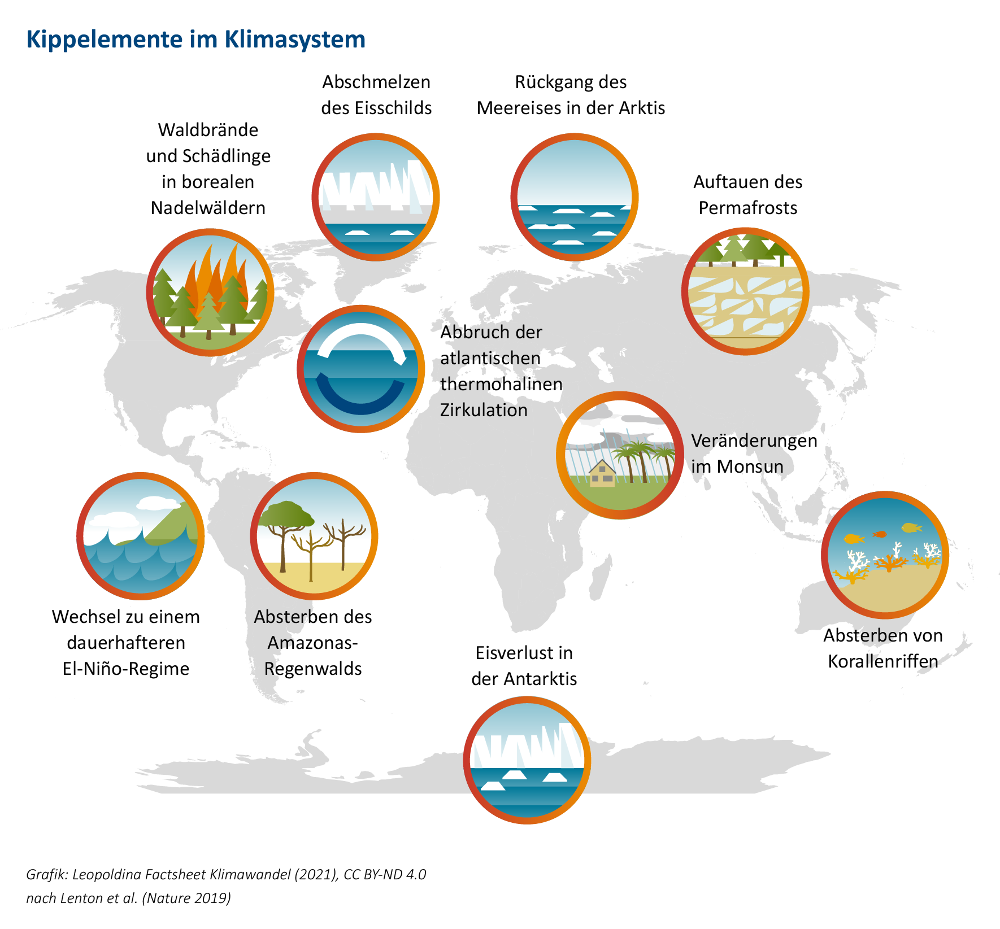 Kippelemente im Klimasystem
Abschmelzen
des Eisschilds
Rückgang des
Meereises in der Arktis
Waldbrände
und Schädlinge
in borealen
Nadelwäldern
Auftauen des
Permafrosts
Abbruch der
atlantischen
thermohalinen
Zirkulation
Veränderungen
im Monsun
Wechsel zu einem
dauerhafteren
El-Niño-Regime
Absterben des
Amazonas-
Regenwalds
Absterben von
Korallenriffen
Eisverlust in
der Antarktis
Grafik: Leopoldina Factsheet Klimawandel (2021), CC BY-ND 4.0
nach Lenton et al. (Nature 2019)